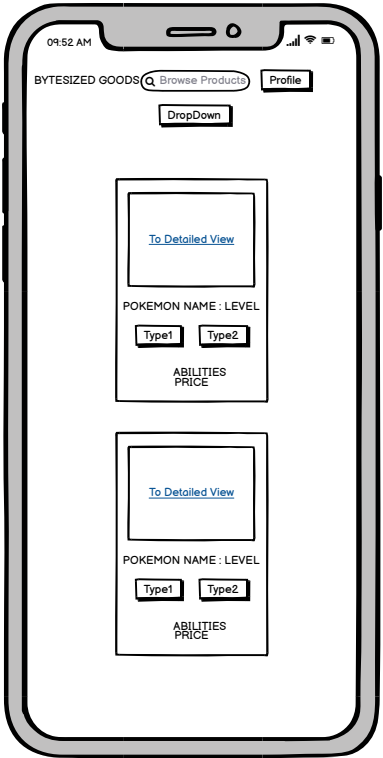 09:52 AM
BYTESIZED GOODS Browse Products Profile
DropDown
To Detailed View
POKEMON NAME : LEVEL
Type1 Type2
ABILITIES
PRICE
To Detailed View
POKEMON NAME : LEVEL
Type1 Type2
ABILITIES
PRICE